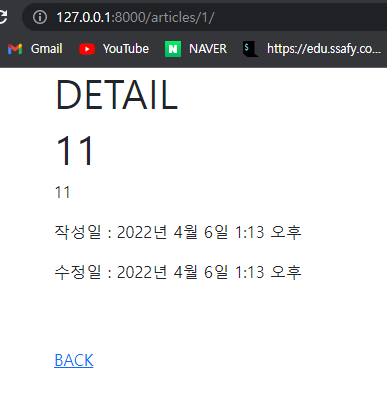 127.0.0.1:8000/articles/1/
Gmail YouTube NAVER https://edu.ssafy.co...
DETAIL
11
11
작성일 : 2022년 4월 6일 1:13 오후
수정일 : 2022년 4월 6일 1:13 오후
BACK